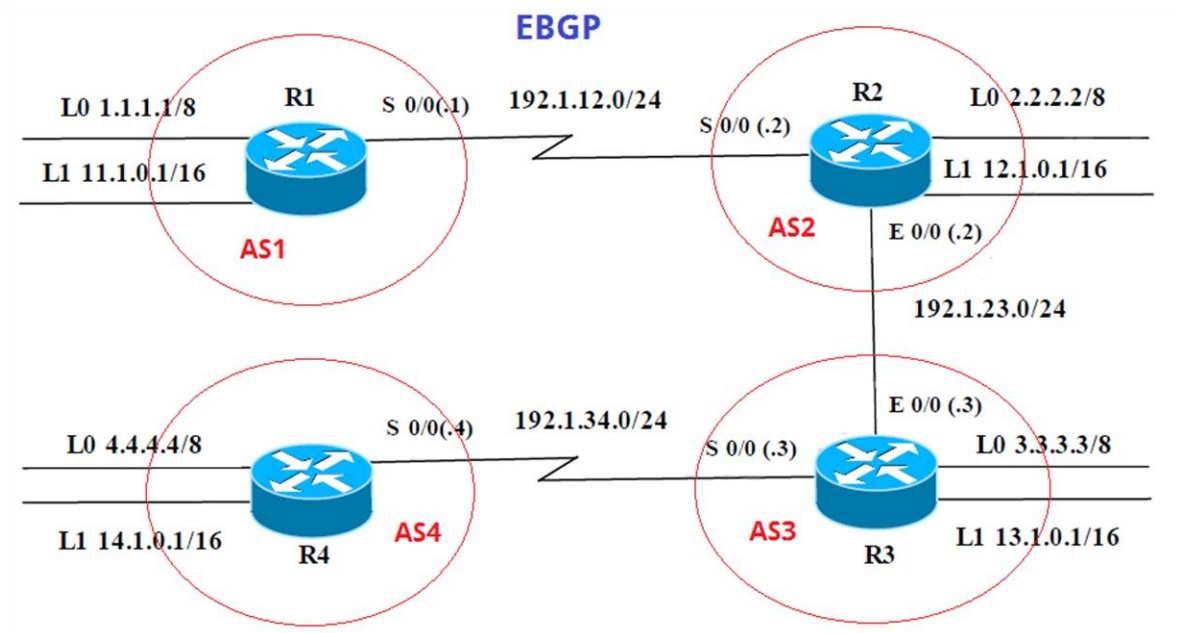 EBGP
L0 1.1.1.1/8
R1
S 0/0(.1)
192.1.12.0/24
S 0/0 (.2)
R2
L0 2.2.2.2/8
L1 11.1.0.1/16
L1 12.1.0.1/16
AS1
AS2
E 0/0 (.2)
192.1.23.0/24
L0 4.4.4.4/8
S 0/0(.4)
192.1.34.0/24
S 0/0 (.3)
E 0/0 (.3)
L0 3.3.3.3/8
L1 14.1.0.1/16
R4
AS4
AS3
R3
L1 13.1.0.1/16